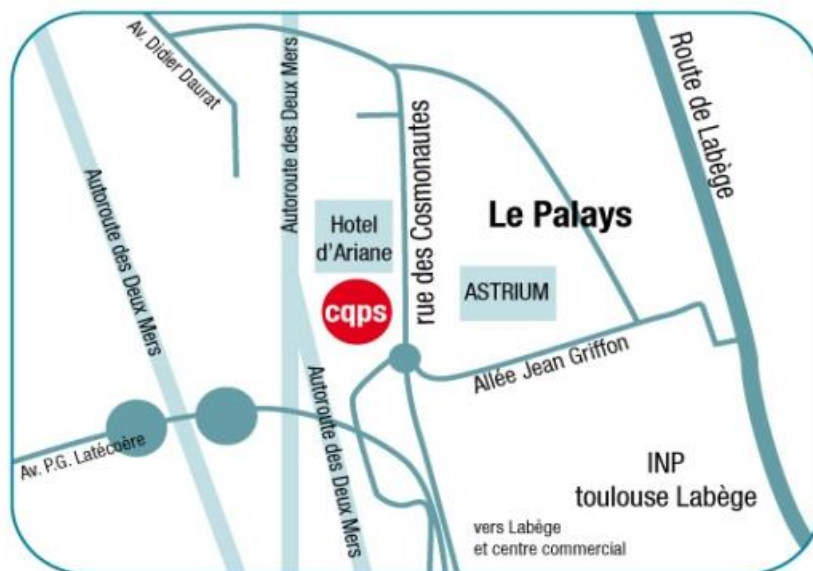 Av. Didier Daurat
Autoroute des Deux Mers
Autoroute des Deux Mers
Autoroute des Deux Mers
Route de Labège
rue des Cosmonautes
Le Palays
Hotel
d'Ariane
cqps
ASTRIUM
Allée Jean Griffon
Av. P.G. Latécoère
INP
toulouse Labège
vers Labège
et centre commercial